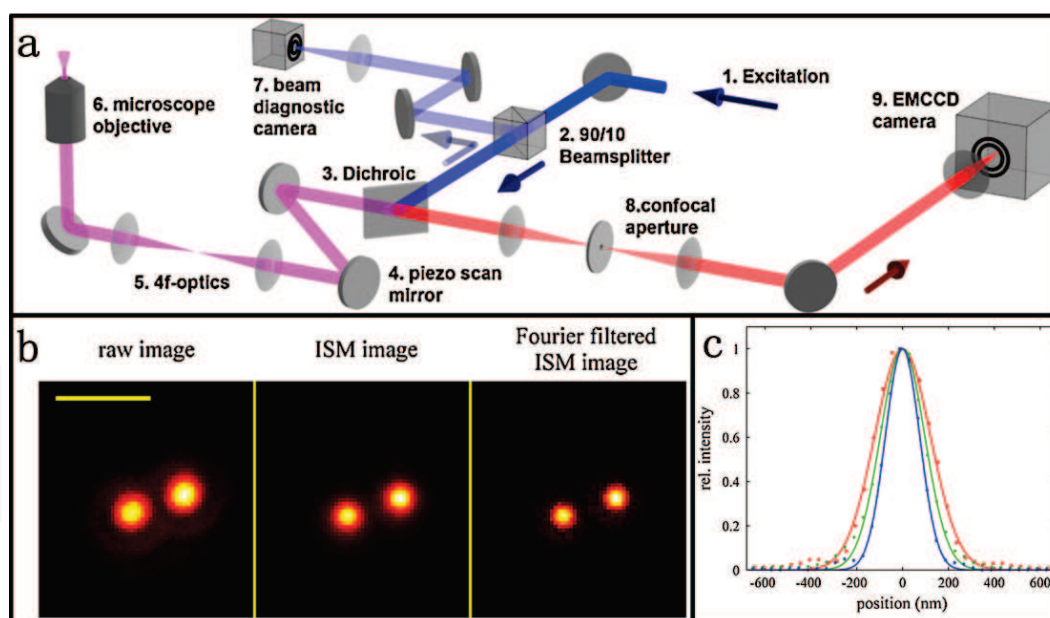 a
1. Excitation
2. 90/10
Beamsplitter
3. Dichroic
4. piezo scan
mirror
5. 4f-optics
6. microscope
objective
7. beam
diagnostic
camera
8.confocal
aperture
9. EMCCD
camera
b
raw image
ISM image
Fourier filtered
ISM image
c
rel. intensity
1
0.8
0.6
0.4
0.2
0
-600
-400
-200
0
200
400
600
position (nm)